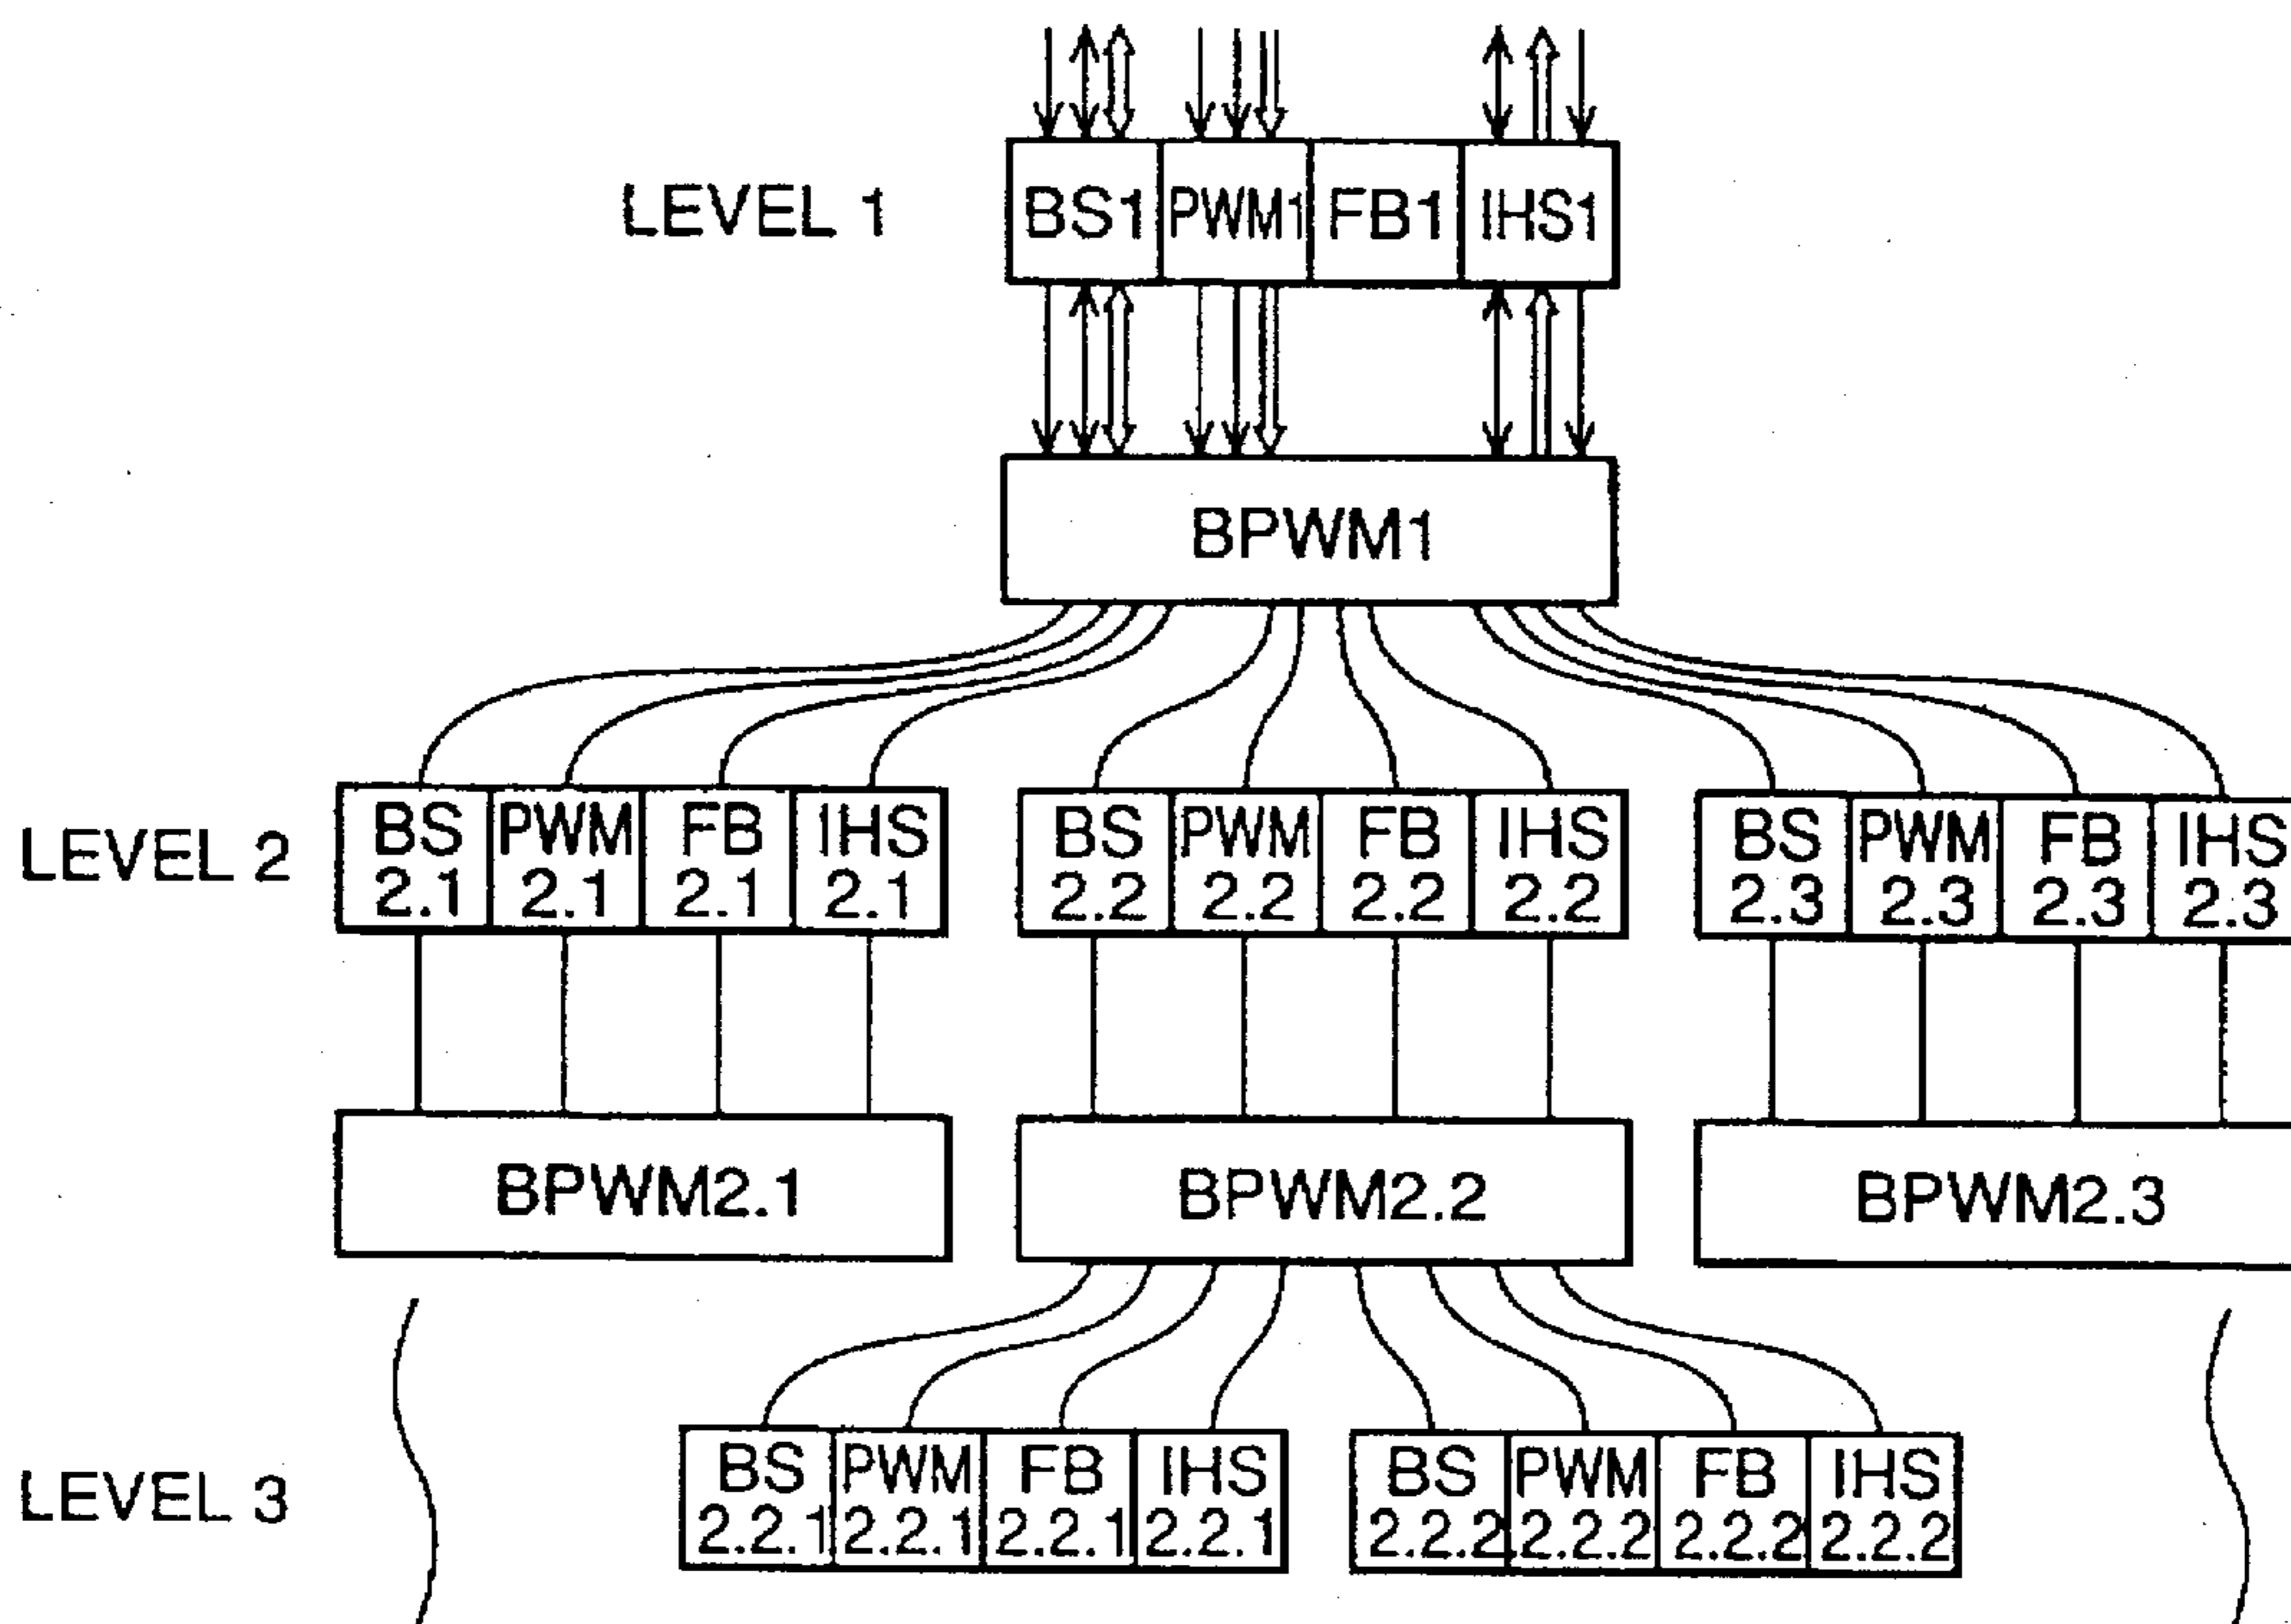 LEVEL 1
BS1 PWM1 FB1 IHS1
BPWM1
LEVEL 2
BS PWM FB IHS BS PWM FB IHS BS PWM FB IHS
2.1 2.1 2.1 2.1 2.2 2.2 2.2 2.2 2.3 2.3 2.3 2.3
BPWM2.1 BPWM2.2 BPWM2.3
LEVEL 3
BS PWM FB IHS BS PWM FB IHS
2.2.1 2.2.1 2.2.1 2.2.1 2.2.2 2.2.2 2.2.2 2.2.2